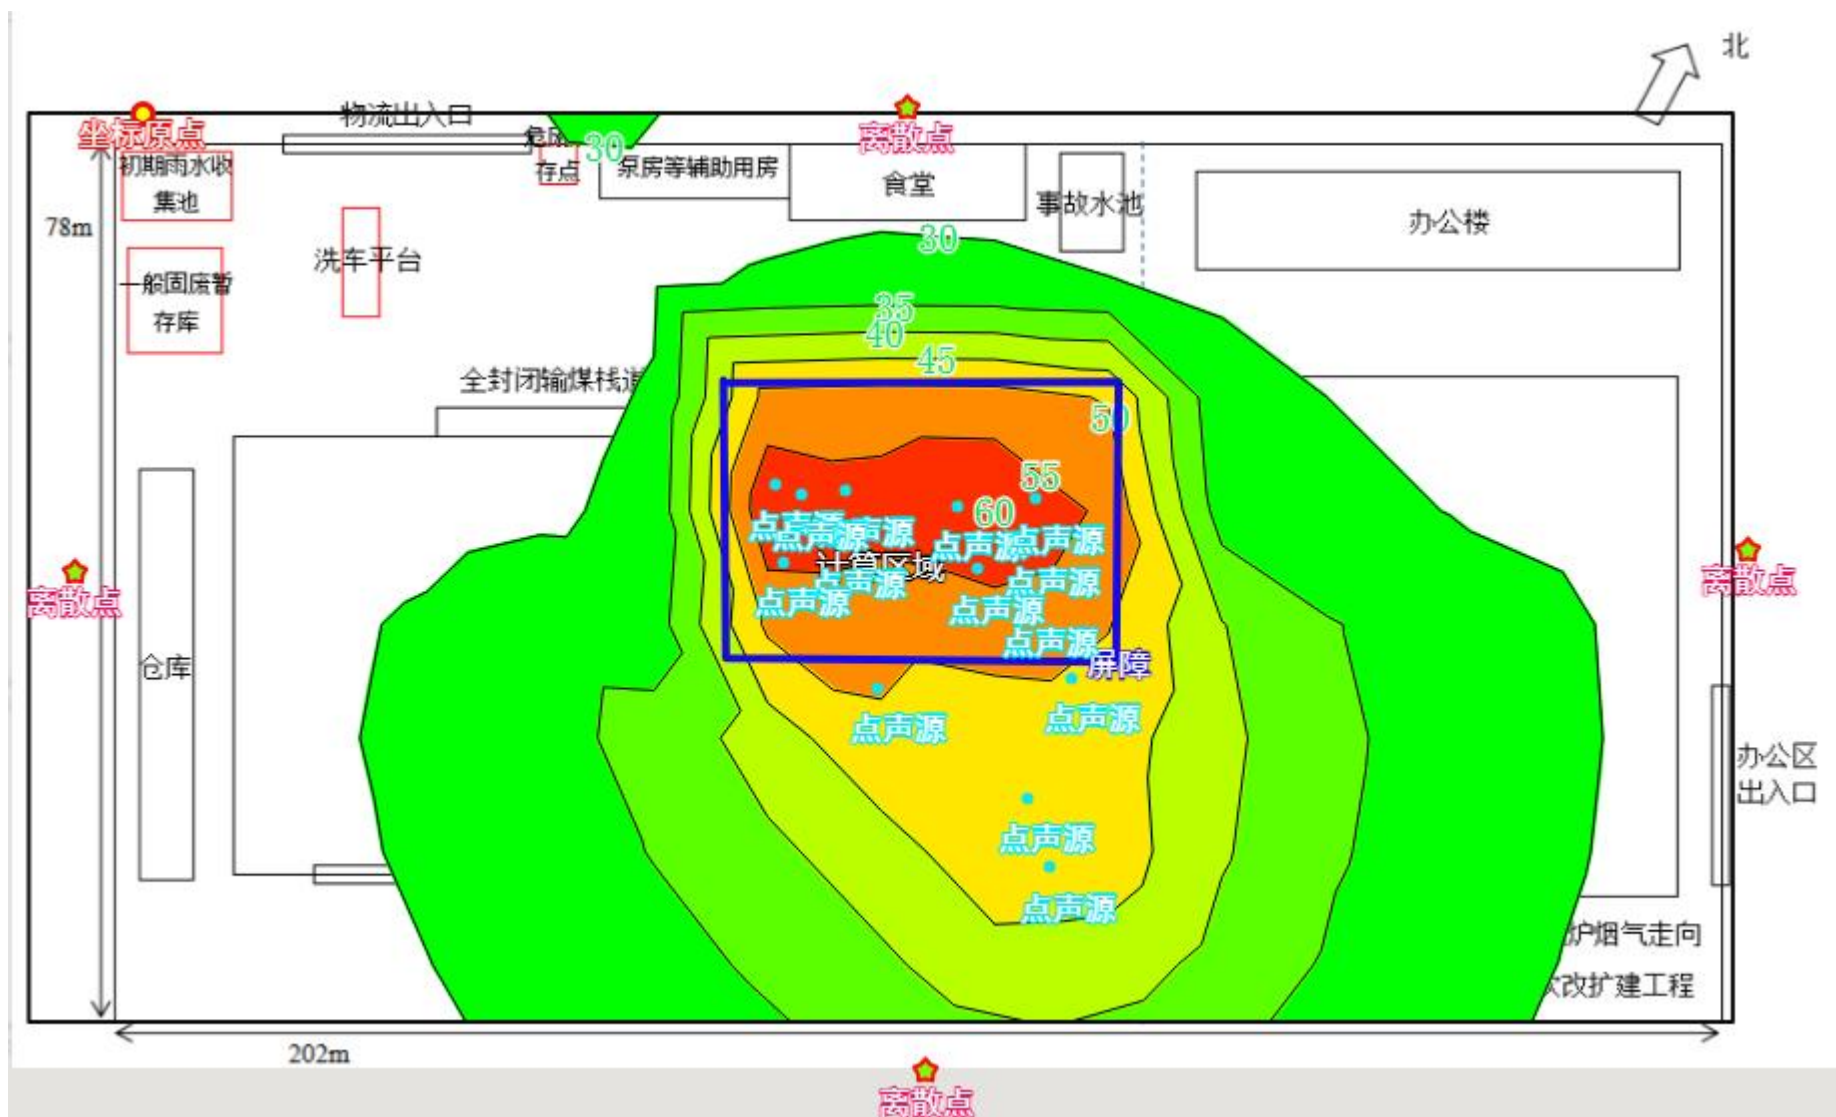 北
物流出入口
坐标原点
离散点
初期雨水收
集池
存点
30
泵房等辅助用房
食堂
事故水池
办公楼
78m
洗车平台
一般固废暂
存库
30
35
40
45
全封闭输煤栈道
50
55
60
点声源
点声源
声源
点声源
点声源
计算区域
点声源
点声源
点声源
点声源
点声源
离散点
离散点
仓库
屏障
点声源
点声源
办公区
出入口
点声源
点声源
炉烟气走向
次改扩建工程
202m
离散点